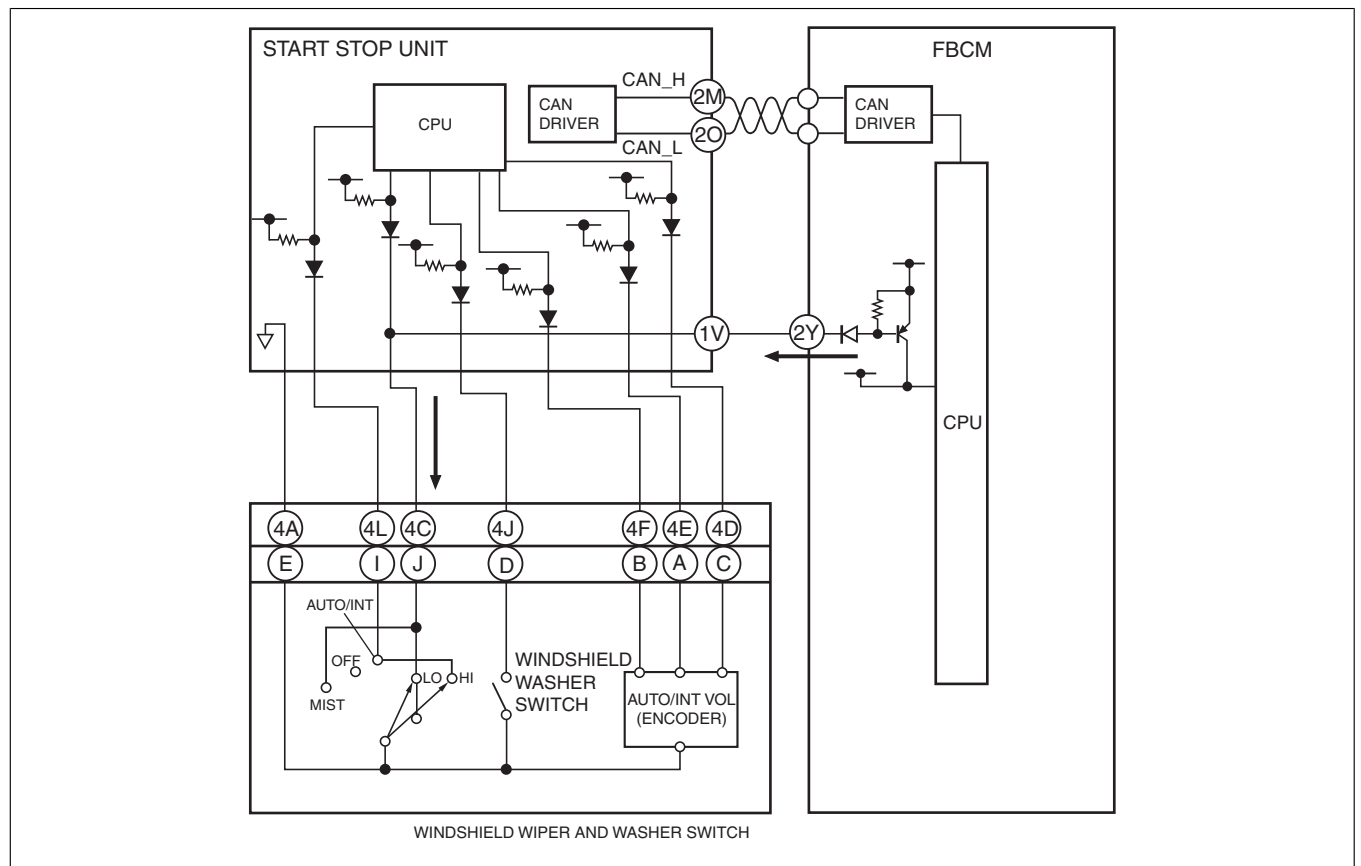 START STOP UNIT
FBCM
CAN_H
2M
CAN
DRIVER
CAN
DRIVER
CPU
2O
CAN_L
1V
2Y
CPU
4A
4L
4C
4J
4F
4E
4D
E
I
J
D
B
A
C
AUTO/INT
OFF
WINDSHIELD
WASHER
SWITCH
LO
HI
MIST
AUTO/INT VOL
(ENCODER)
WINDSHIELD WIPER AND WASHER SWITCH